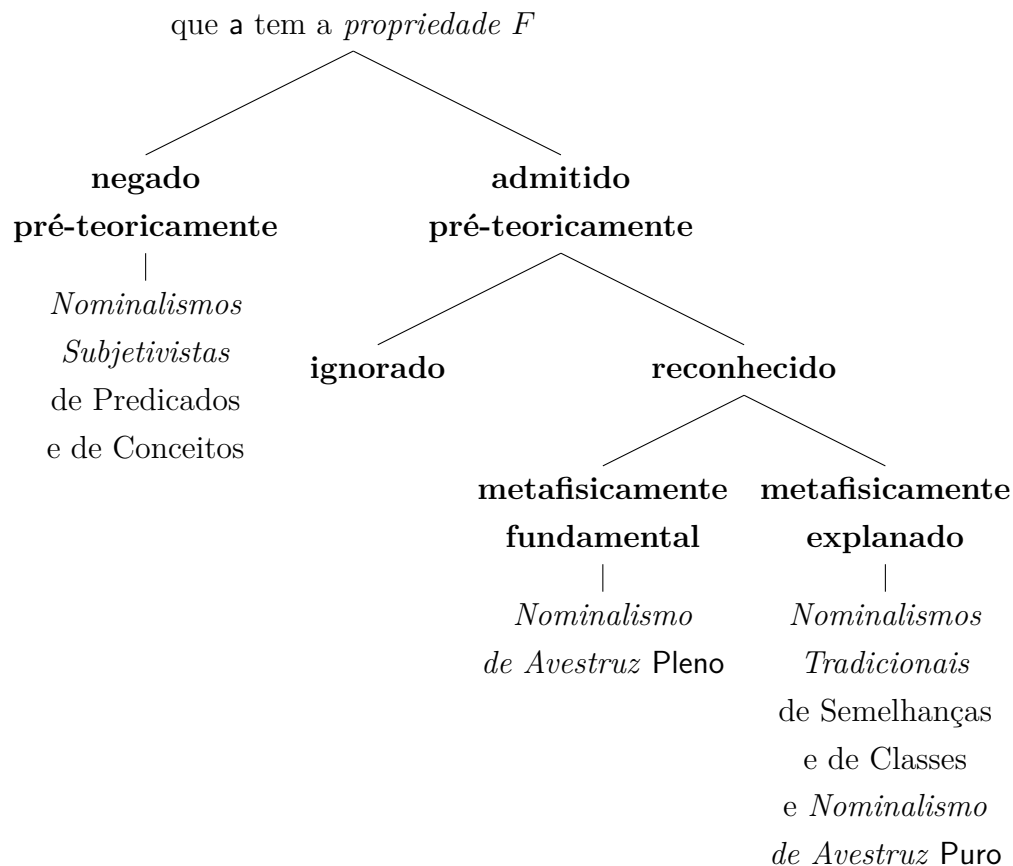 que a tem a propriedade F
negado
pré-teoricamente
admitido
pré-teoricamente
Nominalismos
Subjetivistas
de Predicados
e de Conceitos
ignorado
reconhecido
metafisicamente
fundamental
metafisicamente
explanado
Nominalismo
de Avestruz Pleno
Nominalismos
Tradicionais
de Semelhanças
e de Classes
e Nominalismo
de Avestruz Puro